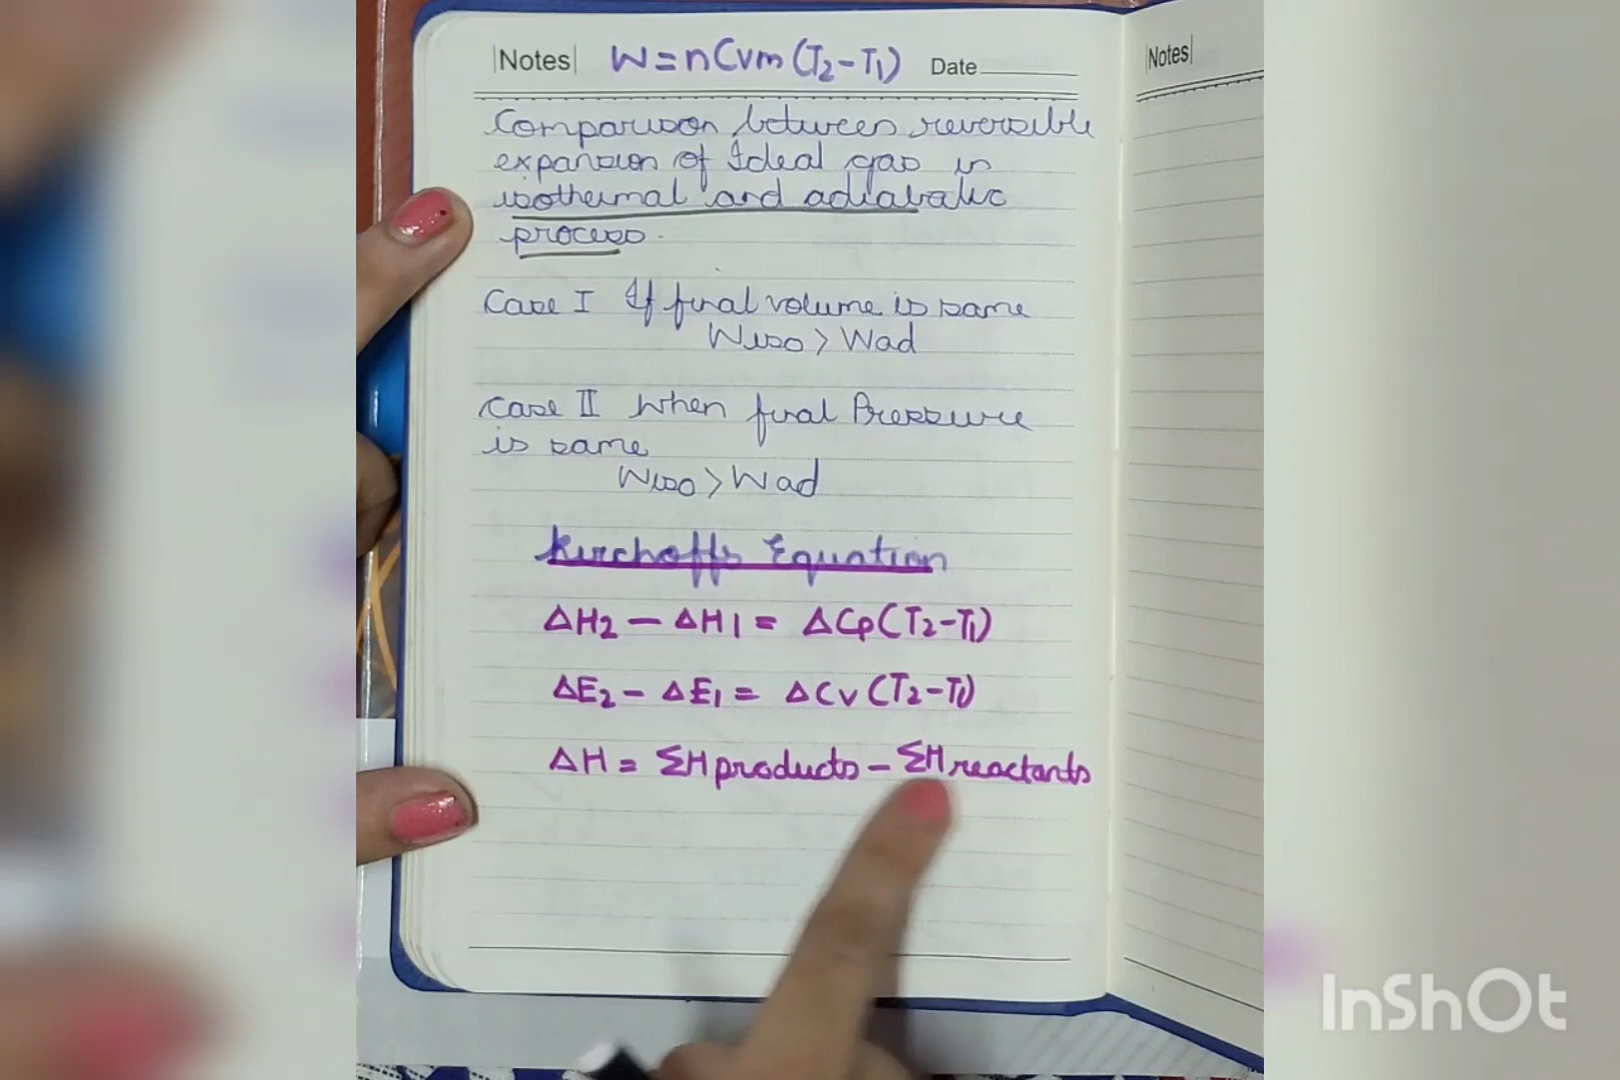 Notes W = nCvm (T2-T1) Date
Notes
Comparison between reversible
expansion of Ideal gas in
isothermal and adiabatic
process.
Case I If final volume is same
Wiso > Wad
Case II When final Pressure
is same
Wiso > Wad
Kirchoffs Equation
ΔH2 - ΔH1 = ΔCp(T2-T1)
ΔE2 - ΔE1 = ΔCv(T2-T1)
ΔH = ΣH products - ΣH reactants
InShOt